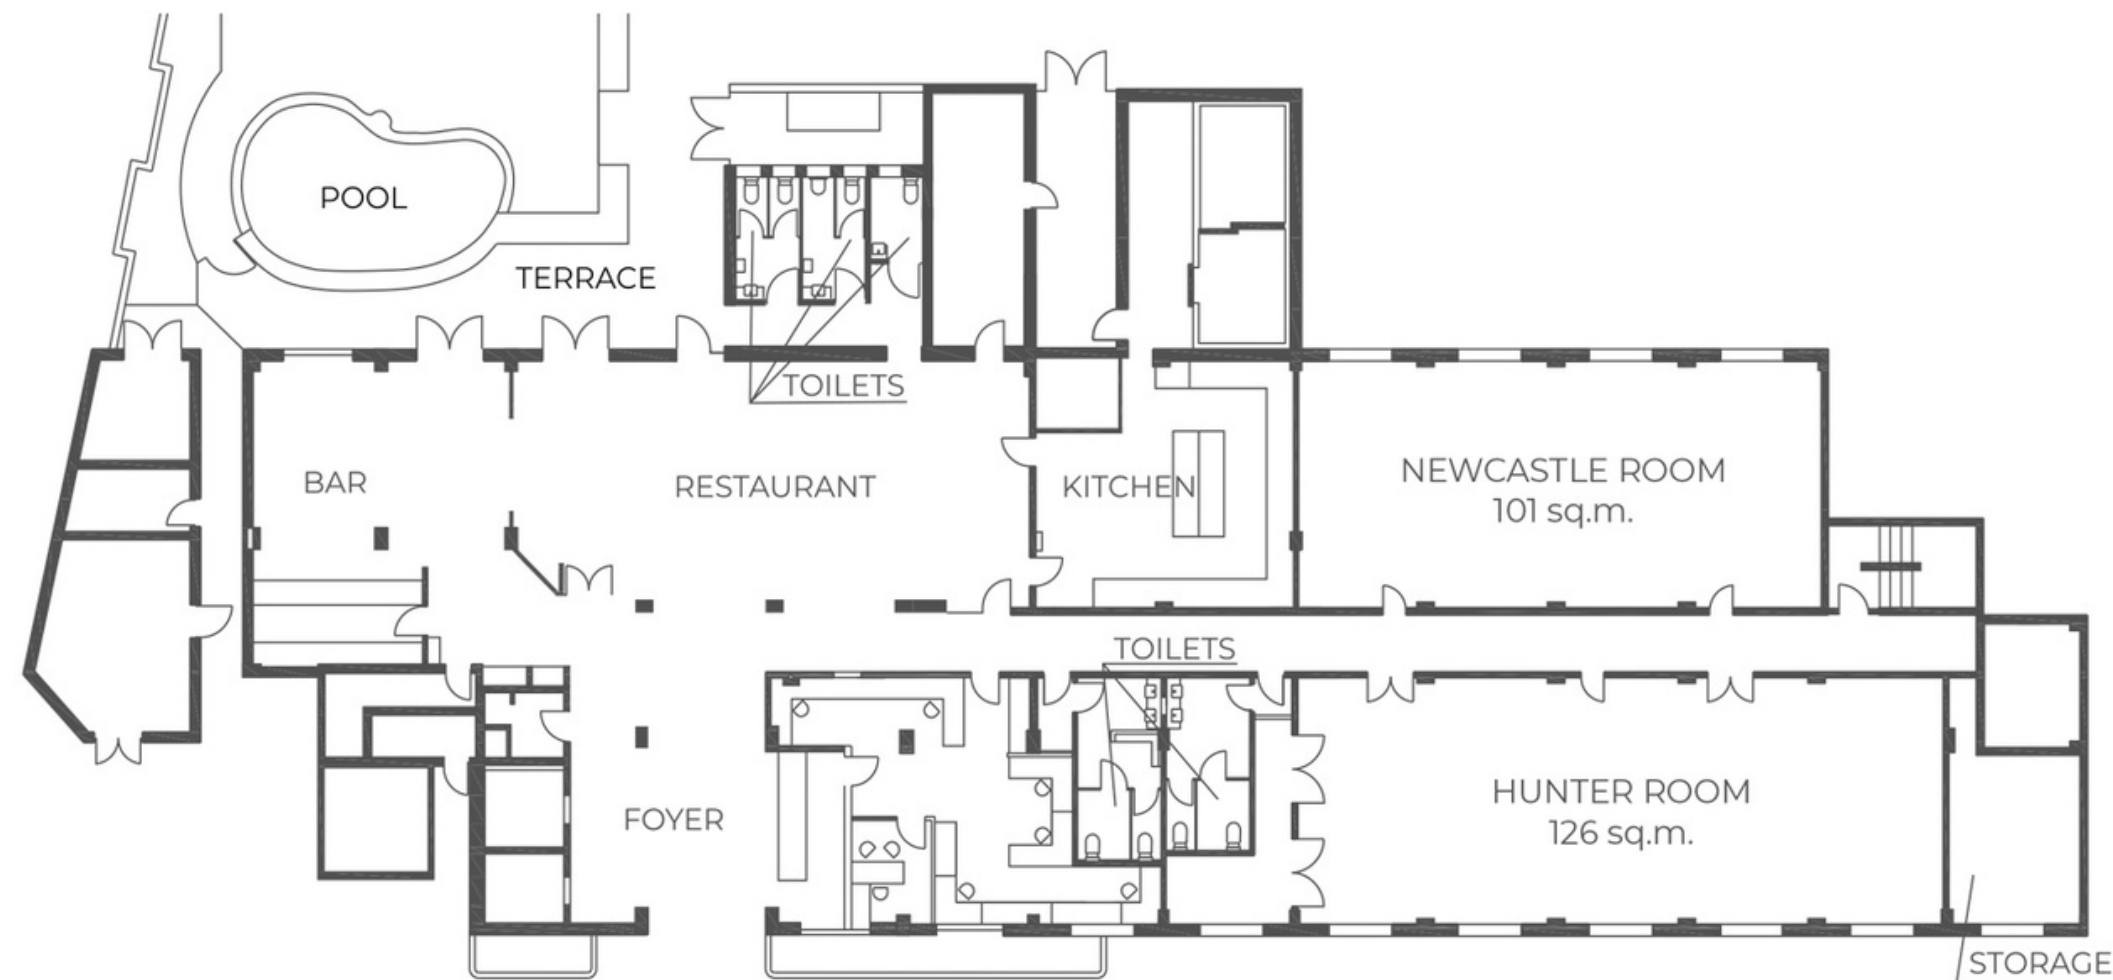 POOL
TERRACE
TOILETS
BAR
RESTAURANT
KITCHEN
NEWCASTLE ROOM
101 sq.m.
TOILETS
FOYER
HUNTER ROOM
126 sq.m.
STORAGE